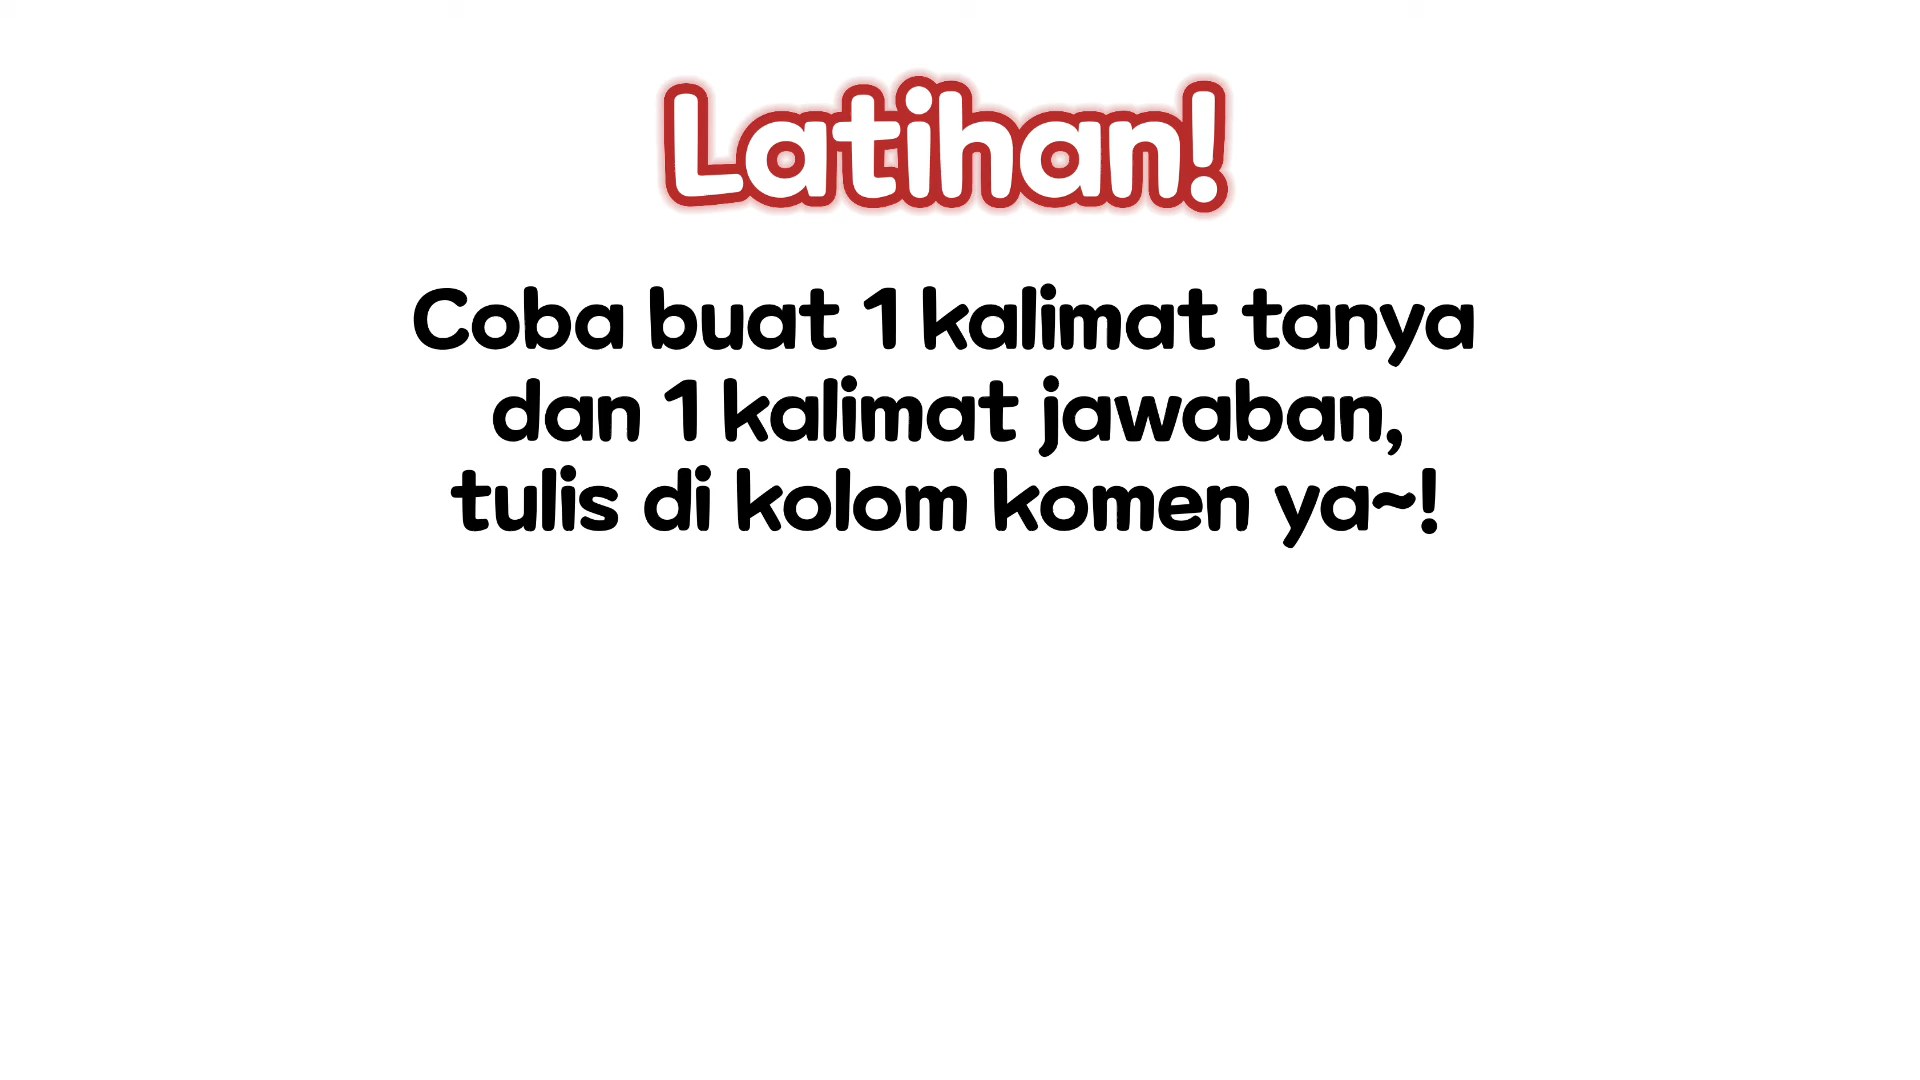 Latihan!
Coba buat 1 kalimat tanya
dan 1 kalimat jawaban,
tulis di kolom komen ya~!